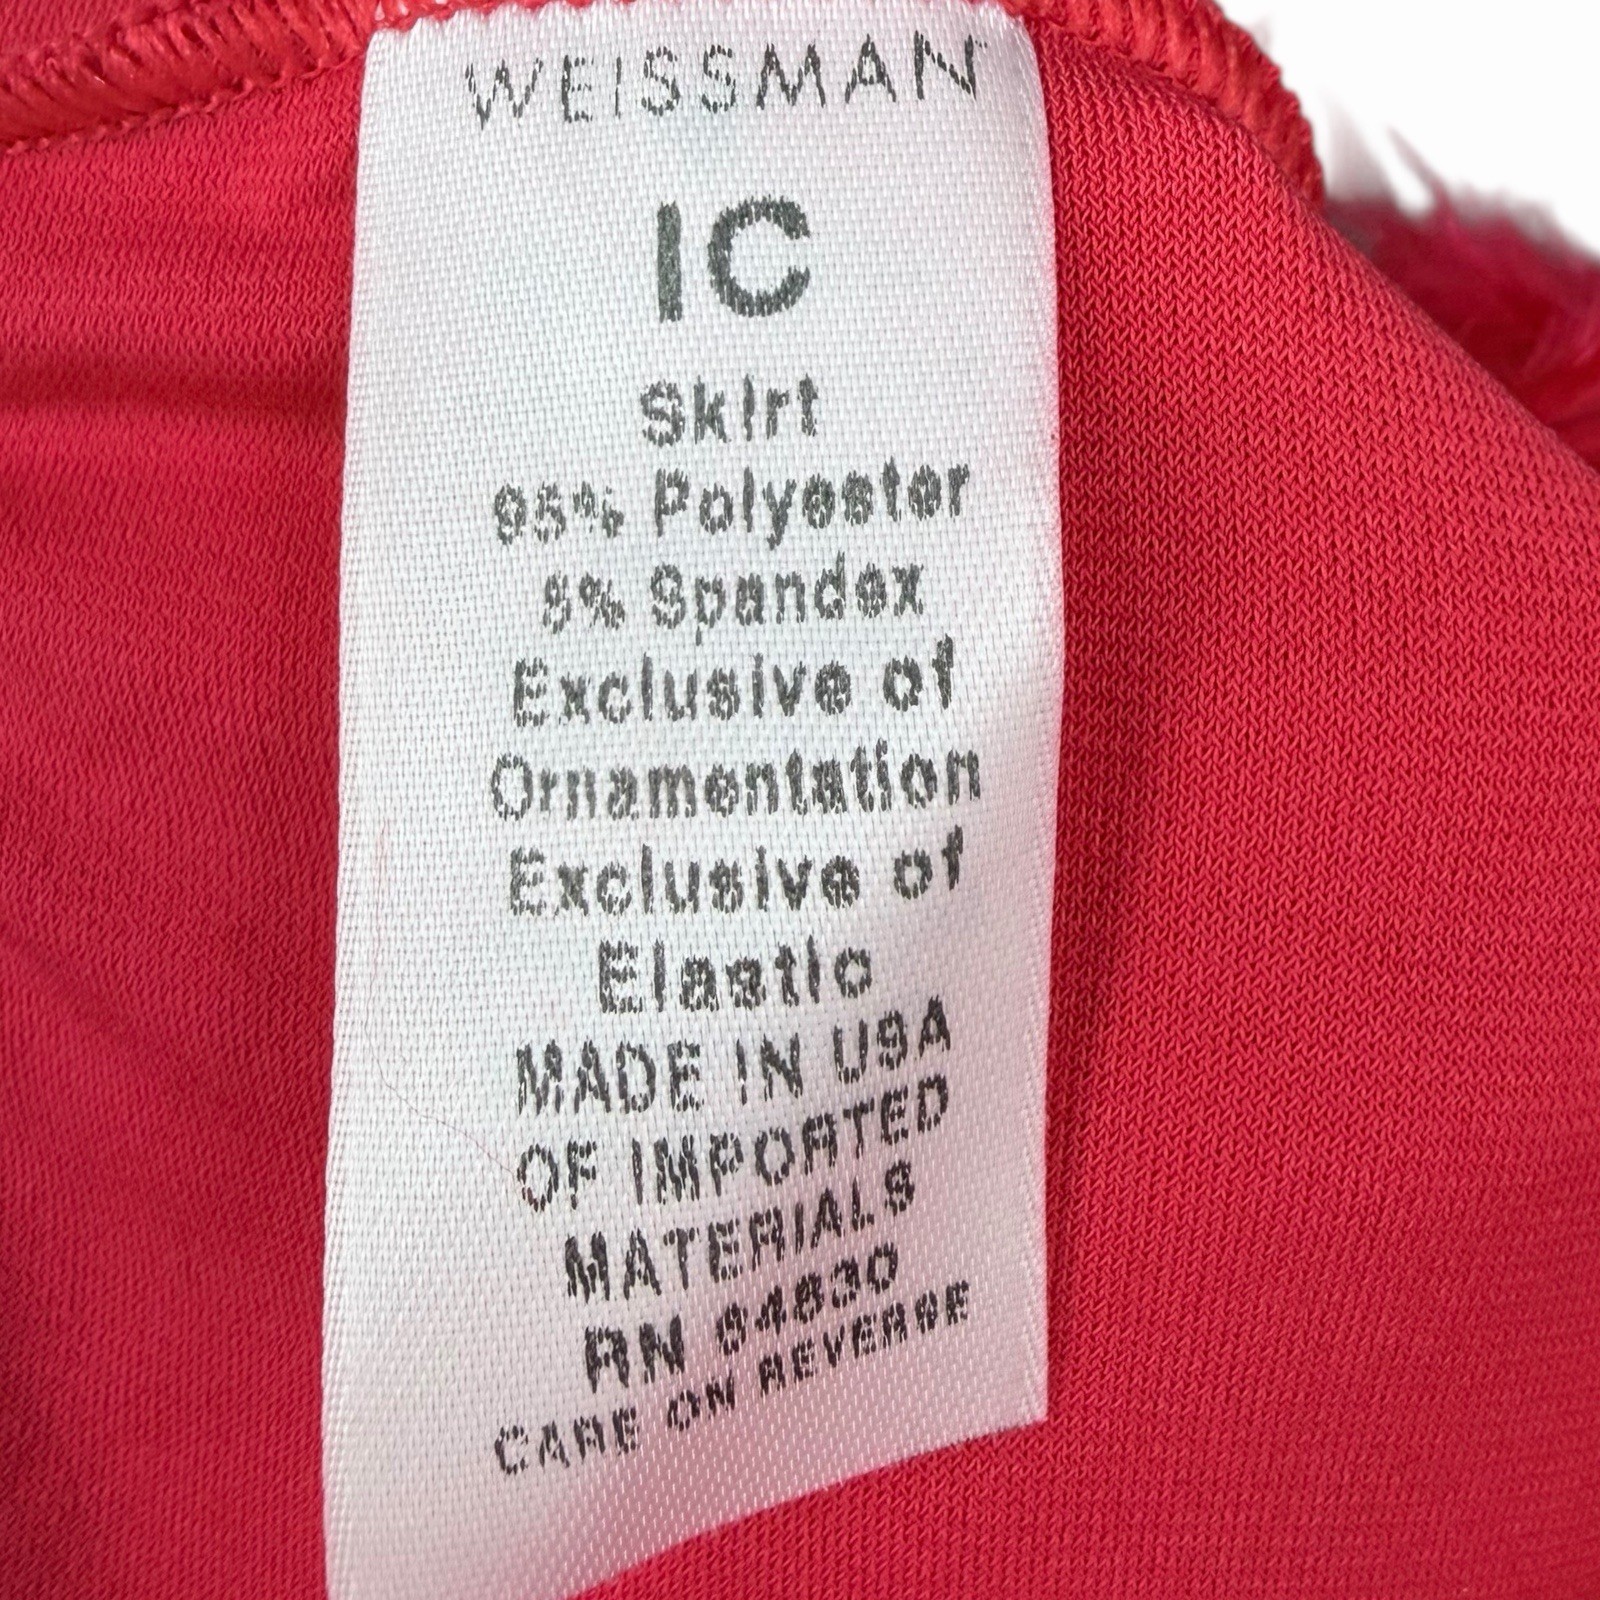 WEISSMAN
IC
Skirt
95% Polyester
5% Spandex
Exclusive of
Ornamentation
Exclusive of
Elastic
MADE IN USA
OF IMPORTED
MATERIALS
RN 64630
CARE ON REVERSE